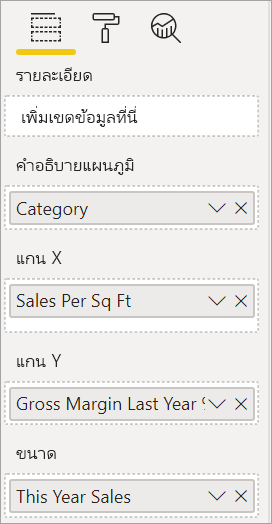 รายละเอียด
เพิ่มเขตข้อมูลที่นี่
คำอธิบายแผนภูมิ
Category
แกน X
Sales Per Sq Ft
แกน Y
Gross Margin Last Year
ขนาด
This Year Sales